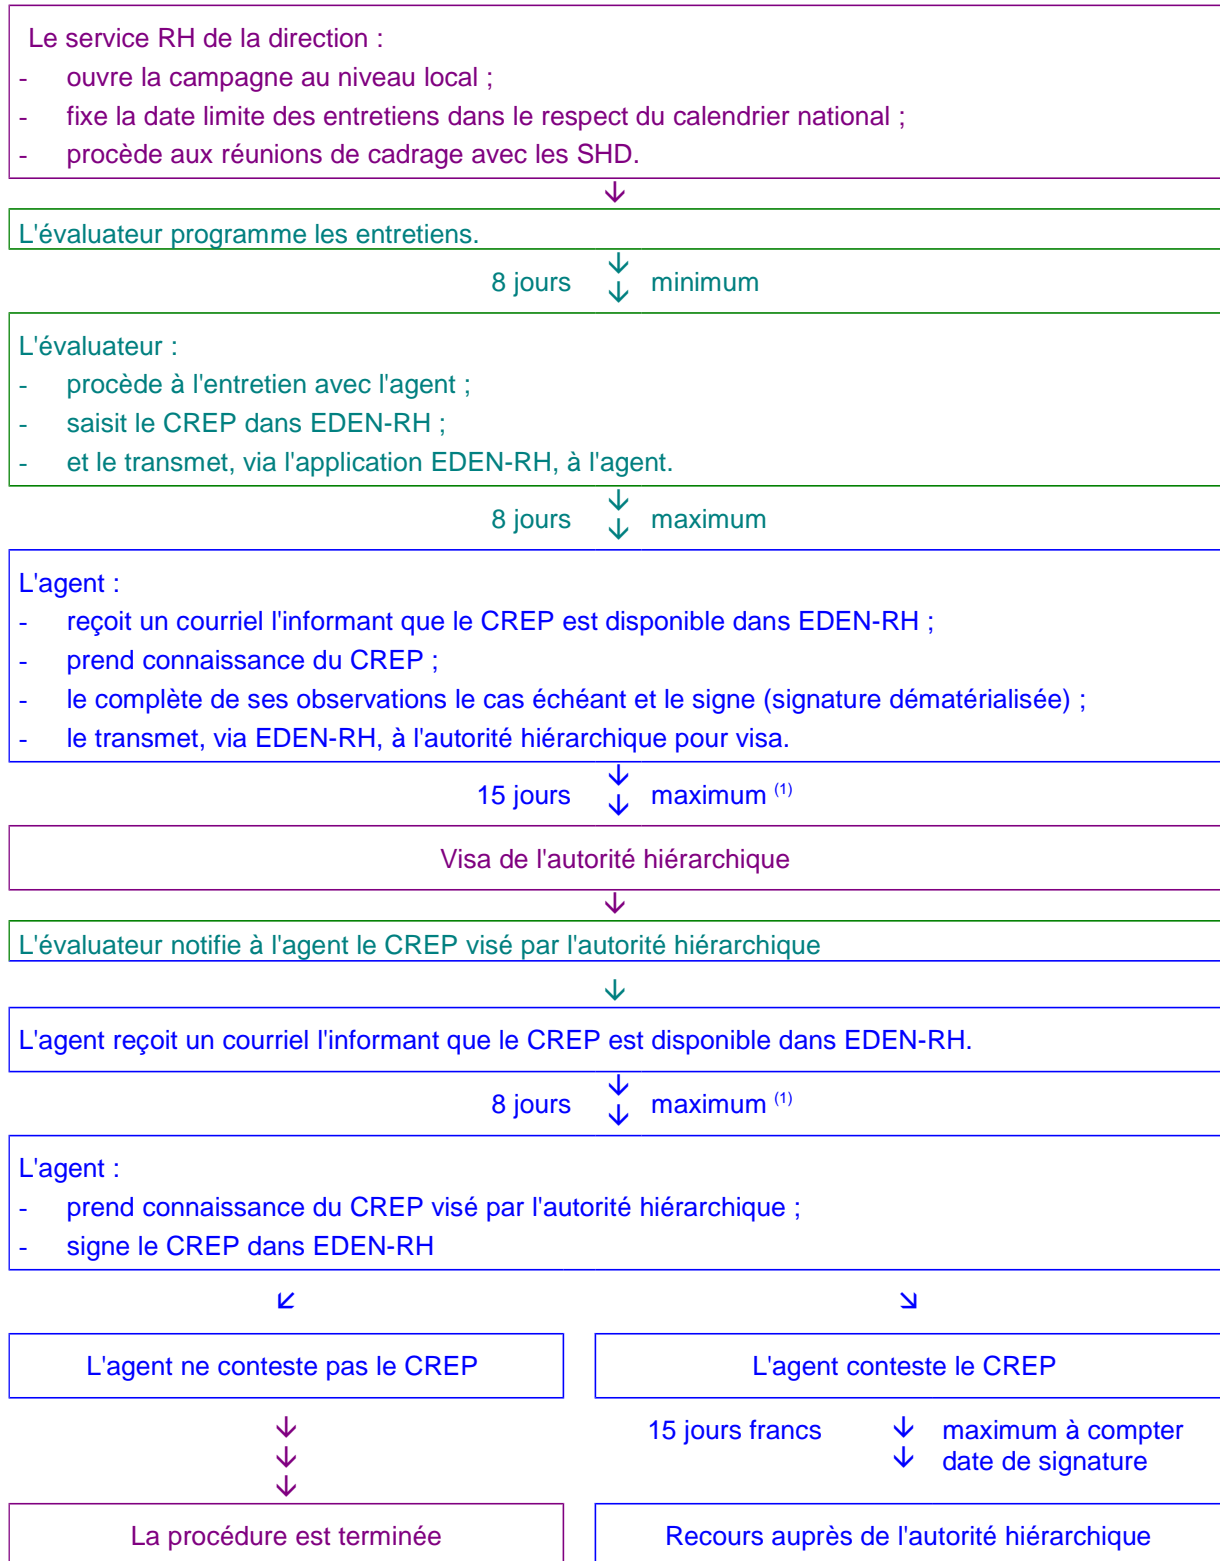 Le service RH de la direction :
- ouvre la campagne au niveau local ;
- fixe la date limite des entretiens dans le respect du calendrier national ;
- procède aux réunions de cadrage avec les SHD.
L'évaluateur programme les entretiens.
8 jours minimum
L'évaluateur :
- procède à l'entretien avec l'agent ;
- saisit le CREP dans EDEN-RH ;
- et le transmet, via l'application EDEN-RH, à l'agent.
8 jours maximum
L'agent :
- reçoit un courriel l'informant que le CREP est disponible dans EDEN-RH ;
- prend connaissance du CREP ;
- le complète de ses observations le cas échéant et le signe (signature dématérialisée) ;
- le transmet, via EDEN-RH, à l'autorité hiérarchique pour visa.
15 jours maximum (1)
Visa de l'autorité hiérarchique
L'évaluateur notifie à l'agent le CREP visé par l'autorité hiérarchique
L'agent reçoit un courriel l'informant que le CREP est disponible dans EDEN-RH.
8 jours maximum (1)
L'agent :
- prend connaissance du CREP visé par l'autorité hiérarchique ;
- signe le CREP dans EDEN-RH
L'agent ne conteste pas le CREP
L'agent conteste le CREP
15 jours francs maximum à compter
date de signature
La procédure est terminée
Recours auprès de l'autorité hiérarchique